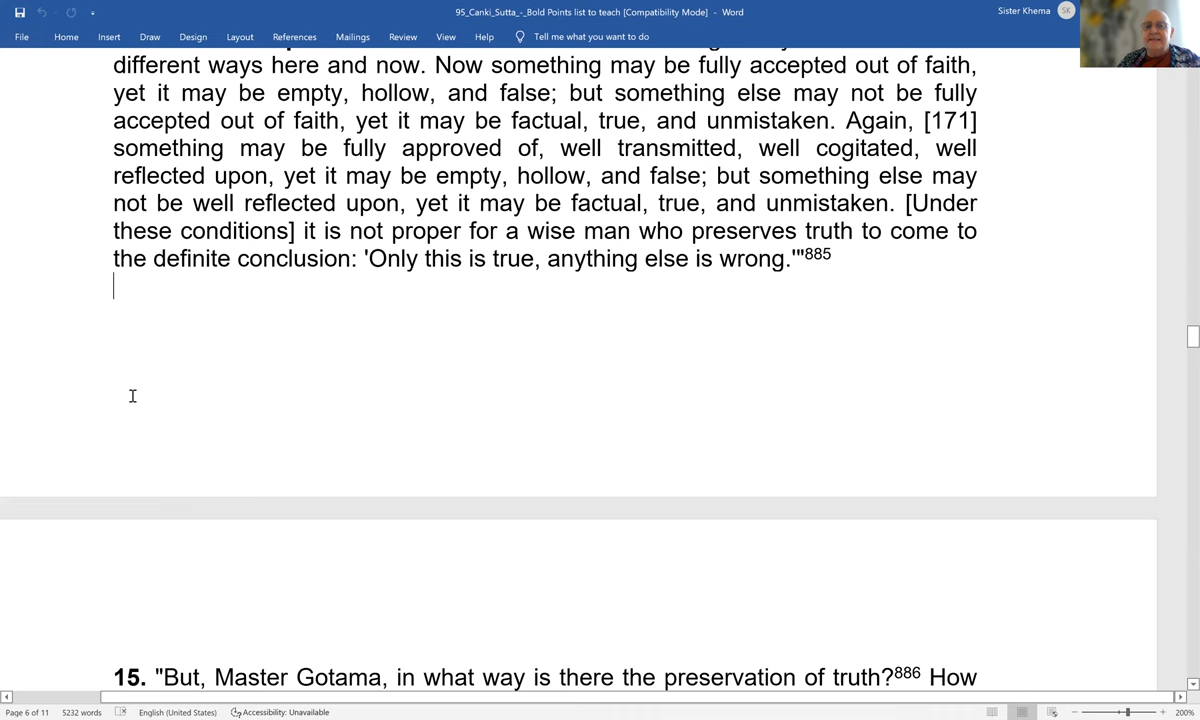 95_Canki_Sutta_-_Bold Points list to teach [Compatibility Mode] - Word
Sister Khema SK
File Home Insert Draw Design Layout References Mailings Review View Help Tell me what you want to do
different ways here and now. Now something may be fully accepted out of faith,
yet it may be empty, hollow, and false; but something else may not be fully
accepted out of faith, yet it may be factual, true, and unmistaken. Again, [171]
something may be fully approved of, well transmitted, well cogitated, well
reflected upon, yet it may be empty, hollow, and false; but something else may
not be well reflected upon, yet it may be factual, true, and unmistaken. [Under
these conditions] it is not proper for a wise man who preserves truth to come to
the definite conclusion: 'Only this is true, anything else is wrong.'"885
15. "But, Master Gotama, in what way is there the preservation of truth?886 How
Page 6 of 11 5232 words English (United States) Accessibility: Unavailable 200%